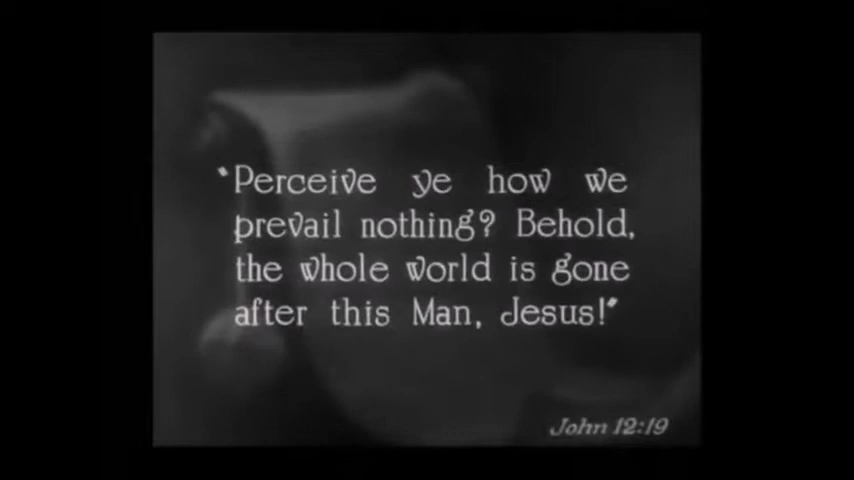 "Perceive ye how we
prevail nothing? Behold,
the whole world is gone
after this Man, Jesus!"
John 12:19